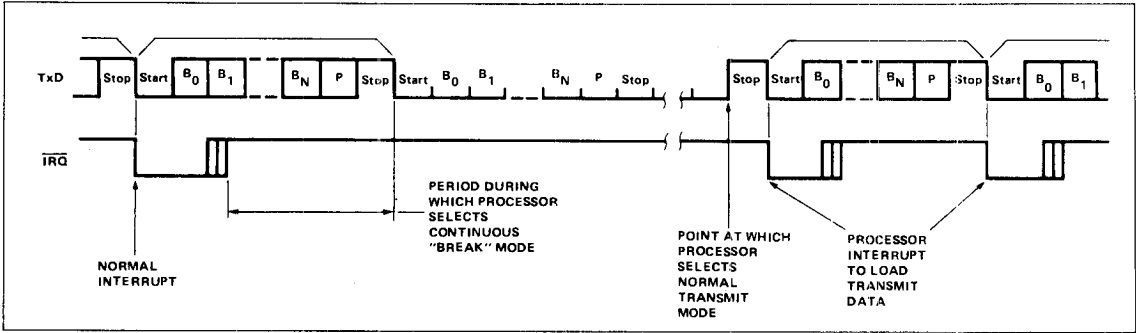 TxD Stop Start B0 B1 BN P Stop Start B0 B1 BN P Stop Stop Start B0 BN P Stop Start B0 B1
IRQ
PERIOD DURING
WHICH PROCESSOR
SELECTS
CONTINUOUS
"BREAK" MODE
NORMAL
INTERRUPT
POINT AT WHICH
PROCESSOR
SELECTS
NORMAL
TRANSMIT
MODE
PROCESSOR
INTERRUPT
TO LOAD
TRANSMIT
DATA